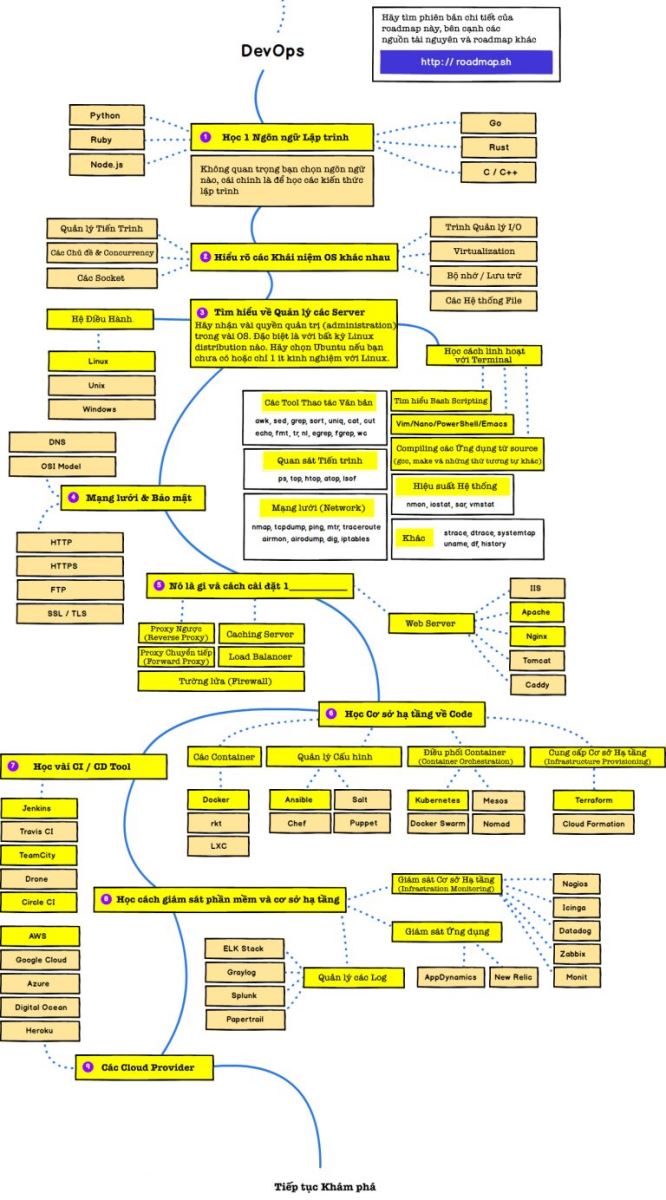 DevOps
Hãy tìm phiên bản chi tiết của
roadmap này, bên cạnh các
nguồn tài nguyên và roadmap khác
http:// roadmap.sh
Python
Ruby
Node.js
1 Học 1 Ngôn ngữ Lập trình
Không quan trọng bạn chọn ngôn ngữ
nào, cái chính là để học các kiến thức
lập trình
Go
Rust
C / C++
Quản lý Tiến Trình
Các Chủ đề & Concurrency
Các Socket
2 Hiểu rõ các Khái niệm OS khác nhau
Trình Quản lý I/O
Virtualization
Bộ nhớ / Lưu trữ
Các Hệ thống File
Hệ Điều Hành
Linux
Unix
Windows
3 Tìm hiểu về Quản lý các Server
Hãy nhận vài quyền quản trị (administration)
trong vài OS. Đặc biệt là với bất kỳ Linux
distribution nào. Hãy chọn Ubuntu nếu bạn
chưa có hoặc chỉ 1 ít kinh nghiệm với Linux.
Học cách linh hoạt
với Terminal
Các Tool Thao tác Văn bản
awk, sed, grep, sort, uniq, cat, cut
echo, fmt, tr, nl, egrep, fgrep, wc
Quan sát Tiến trình
ps, top, htop, atop, lsof
Mạng lưới (Network)
nmap, tcpdump, ping, mtr, traceroute
airmon, airodump, dig, iptables
Tìm hiểu Bash Scripting
Vim/Nano/PowerShell/Emacs
Compiling các Ứng dụng từ source
(gcc, make và những thứ tương tự khác)
Hiệu suất Hệ thống
nmon, iostat, sar, vmstat
Khác
strace, dtrace, systemtap
uname, df, history
DNS
OSI Model
4 Mạng lưới & Bảo mật
HTTP
HTTPS
FTP
SSL / TLS
5 Nó là gì và cách cài đặt 1__________
Proxy Ngược
(Reverse Proxy)
Caching Server
Proxy Chuyển tiếp
(Forward Proxy)
Load Balancer
Tường lửa (Firewall)
Web Server
IIS
Apache
Nginx
Tomcat
Caddy
6 Học Cơ sở hạ tầng về Code
Các Container
Docker
rkt
LXC
Quản lý Cấu hình
Ansible
Salt
Chef
Puppet
Điều phối Container
(Container Orchestration)
Kubernetes
Mesos
Docker Swarm
Nomad
Cung cấp Cơ sở Hạ tầng
(Infrastructure Provisioning)
Terraform
Cloud Formation
7 Học vài CI / CD Tool
Jenkins
Travis CI
TeamCity
Drone
Circle CI
8 Học cách giám sát phần mềm và cơ sở hạ tầng
Giám sát Cơ sở Hạ tầng
(Infrastration Monitoring)
Nagios
Icinga
Datadog
Zabbix
Monit
Giám sát Ứng dụng
AppDynamics
New Relic
Quản lý các Log
ELK Stack
Graylog
Splunk
Papertrail
AWS
Google Cloud
Azure
Digital Ocean
Heroku
9 Các Cloud Provider
Tiếp tục Khám phá